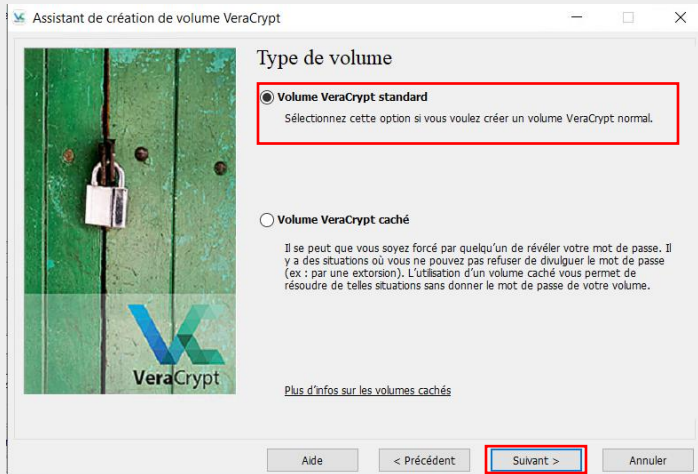 Assistant de création de volume VeraCrypt
Type de volume
Volume VeraCrypt standard
Sélectionnez cette option si vous voulez créer un volume VeraCrypt normal.
Volume VeraCrypt caché
Il se peut que vous soyez forcé par quelqu'un de révéler votre mot de passe. Il
y a des situations où vous ne pouvez pas refuser de divulguer le mot de passe
(ex : par une extorsion). L'utilisation d'un volume caché vous permet de
résoudre de telles situations sans donner le mot de passe de votre volume.
VeraCrypt
Plus d'infos sur les volumes cachés
Aide
< Précédent
Suivant >
Annuler